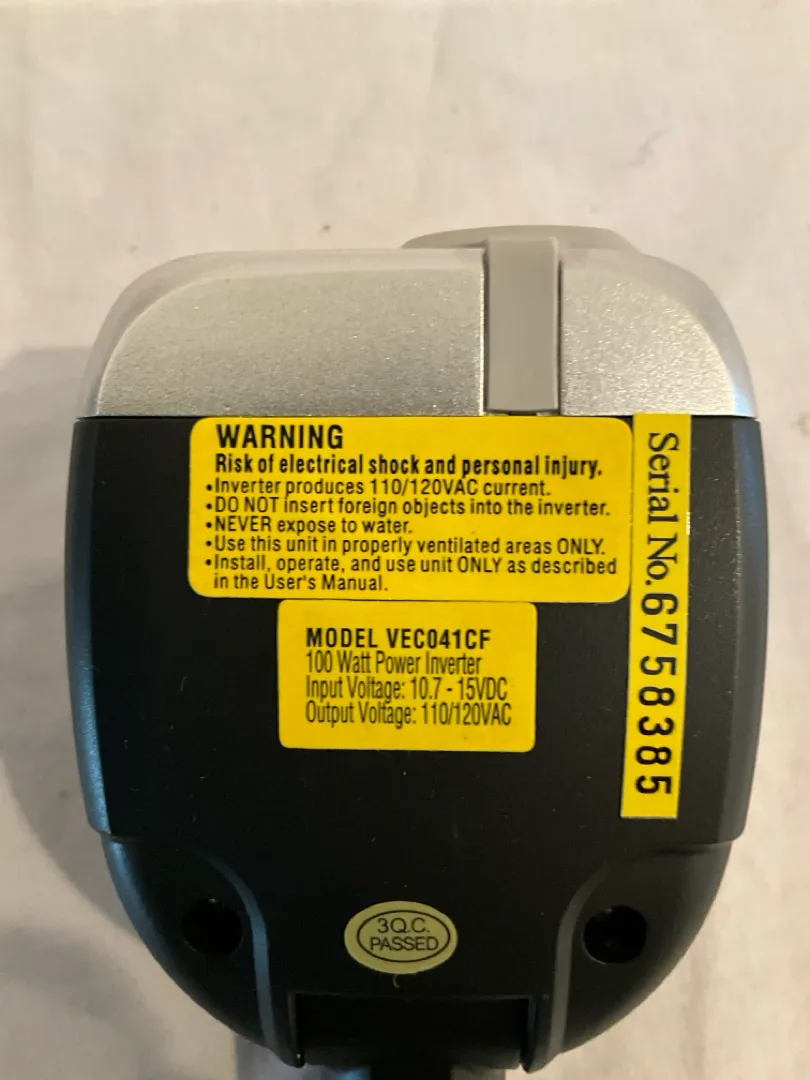 WARNING
Risk of electrical shock and personal injury.
•Inverter produces 110/120VAC current.
•DO NOT insert foreign objects into the inverter.
•NEVER expose to water.
•Use this unit in properly ventilated areas ONLY.
•Install, operate, and use unit ONLY as described
in the User's Manual.
MODEL VEC041CF
100 Watt Power Inverter
Input Voltage: 10.7 - 15VDC
Output Voltage: 110/120VAC
Serial No. 6758385
3Q.C.
PASSED